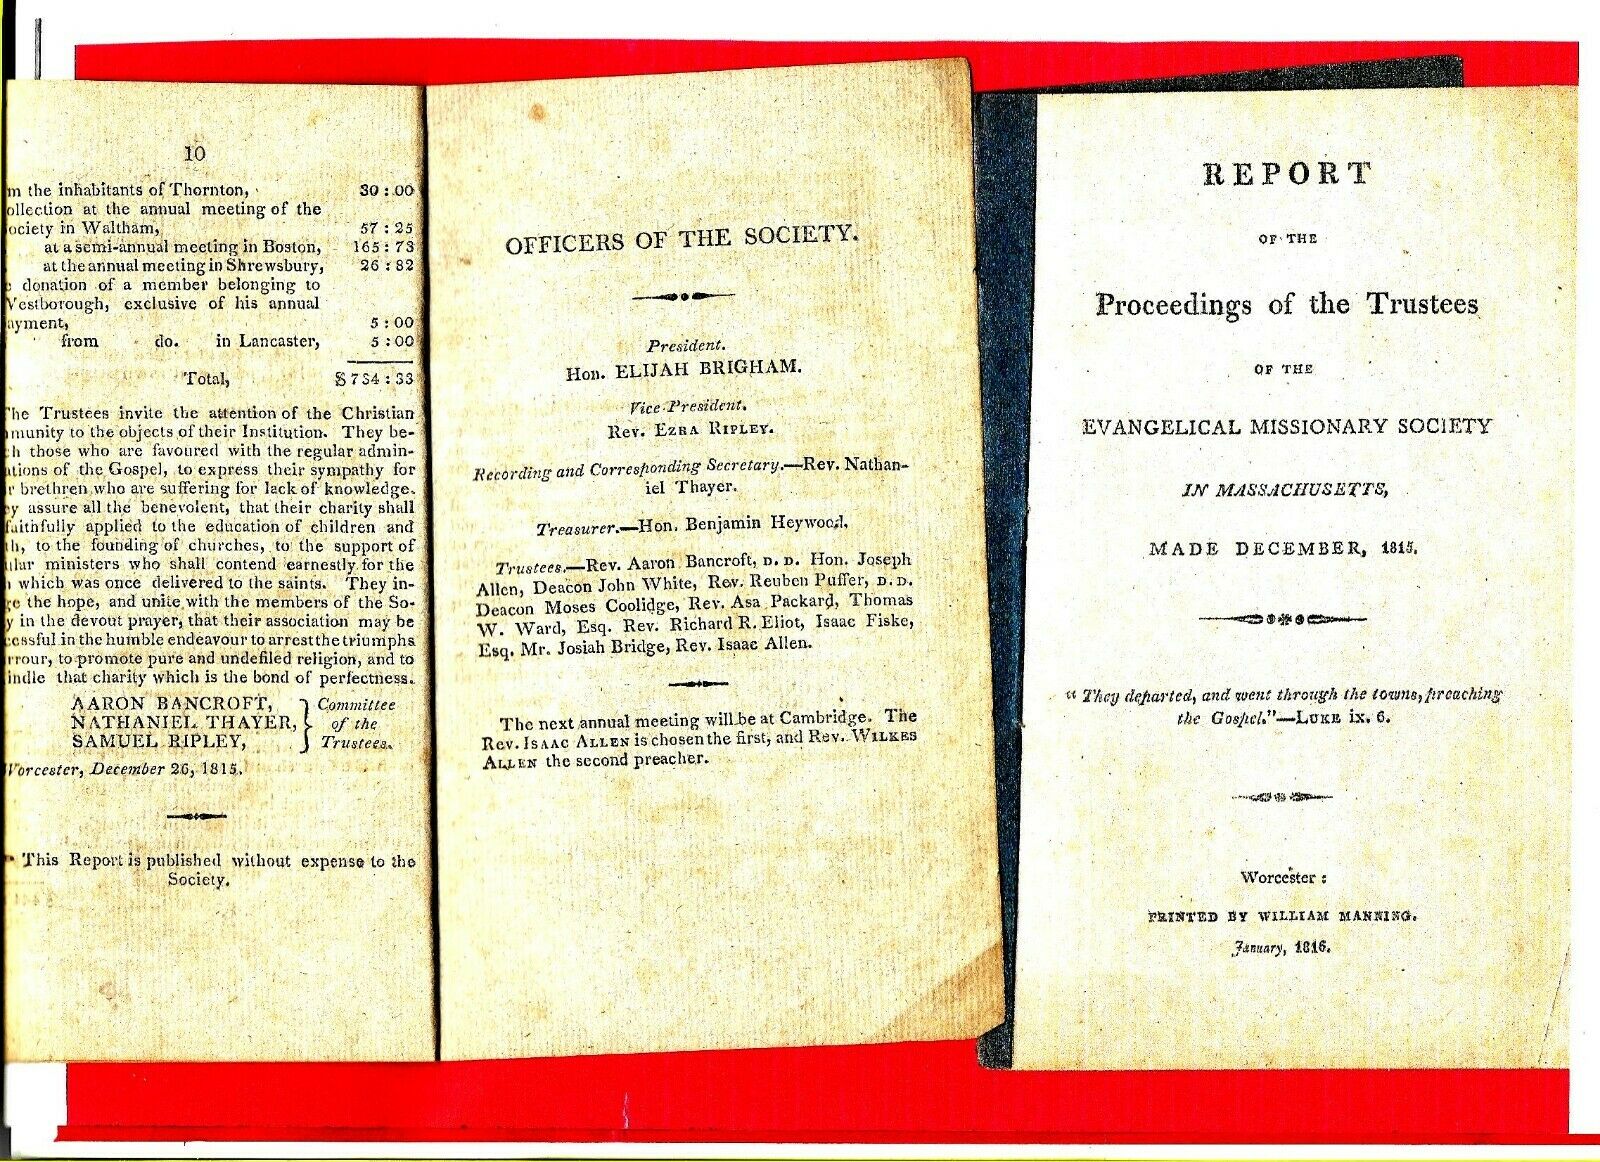 10
m the inhabitants of Thornton, 30 : 00
ollection at the annual meeting of the
ociety in Waltham, 57 : 25
at a semi-annual meeting in Boston, 165 : 73
at the annual meeting in Shrewsbury, 26 : 82
donation of a member belonging to
Westborough, exclusive of his annual
ayment, 5 : 00
from do. in Lancaster, 5 : 00
Total, $734 : 33
The Trustees invite the attention of the Christian
munity to the objects of their Institution. They be-
h those who are favoured with the regular admin-
tions of the Gospel, to express their sympathy for
r brethren who are suffering for lack of knowledge.
y assure all the benevolent, that their charity shall
faithfully applied to the education of children and
h, to the founding of churches, to the support of
ular ministers who shall contend earnestly for the
which was once delivered to the saints. They in-
ge the hope, and unite with the members of the So-
y in the devout prayer, that their association may be
cessful in the humble endeavour to arrest the triumphs
rrour, to promote pure and undefiled religion, and to
indle that charity which is the bond of perfectness.
AARON BANCROFT, } Committee
NATHANIEL THAYER, } of the
SAMUEL RIPLEY, } Trustees.
Worcester, December 26, 1815.
This Report is published without expense to the
Society.
OFFICERS OF THE SOCIETY.
President.
Hon. ELIJAH BRIGHAM.
Vice-President.
Rev. EZRA RIPLEY.
Recording and Corresponding Secretary.—Rev. Nathan-
iel Thayer.
Treasurer.—Hon. Benjamin Heywood.
Trustees.—Rev. Aaron Bancroft, D. D. Hon. Joseph
Allen, Deacon John White, Rev. Reuben Puffer, D. D.
Deacon Moses Coolidge, Rev. Asa Packard, Thomas
W. Ward, Esq. Rev. Richard R. Eliot, Isaac Fiske,
Esq. Mr. Josiah Bridge, Rev. Isaac Allen.
The next annual meeting will be at Cambridge. The
Rev. ISAAC ALLEN is chosen the first, and Rev. WILKES
ALLEN the second preacher.
REPORT
OF THE
Proceedings of the Trustees
OF THE
EVANGELICAL MISSIONARY SOCIETY
IN MASSACHUSETTS,
MADE DECEMBER, 1815.
"They departed, and went through the towns, preaching
the Gospel."—LUKE ix. 6.
Worcester :
PRINTED BY WILLIAM MANNING.
January, 1816.